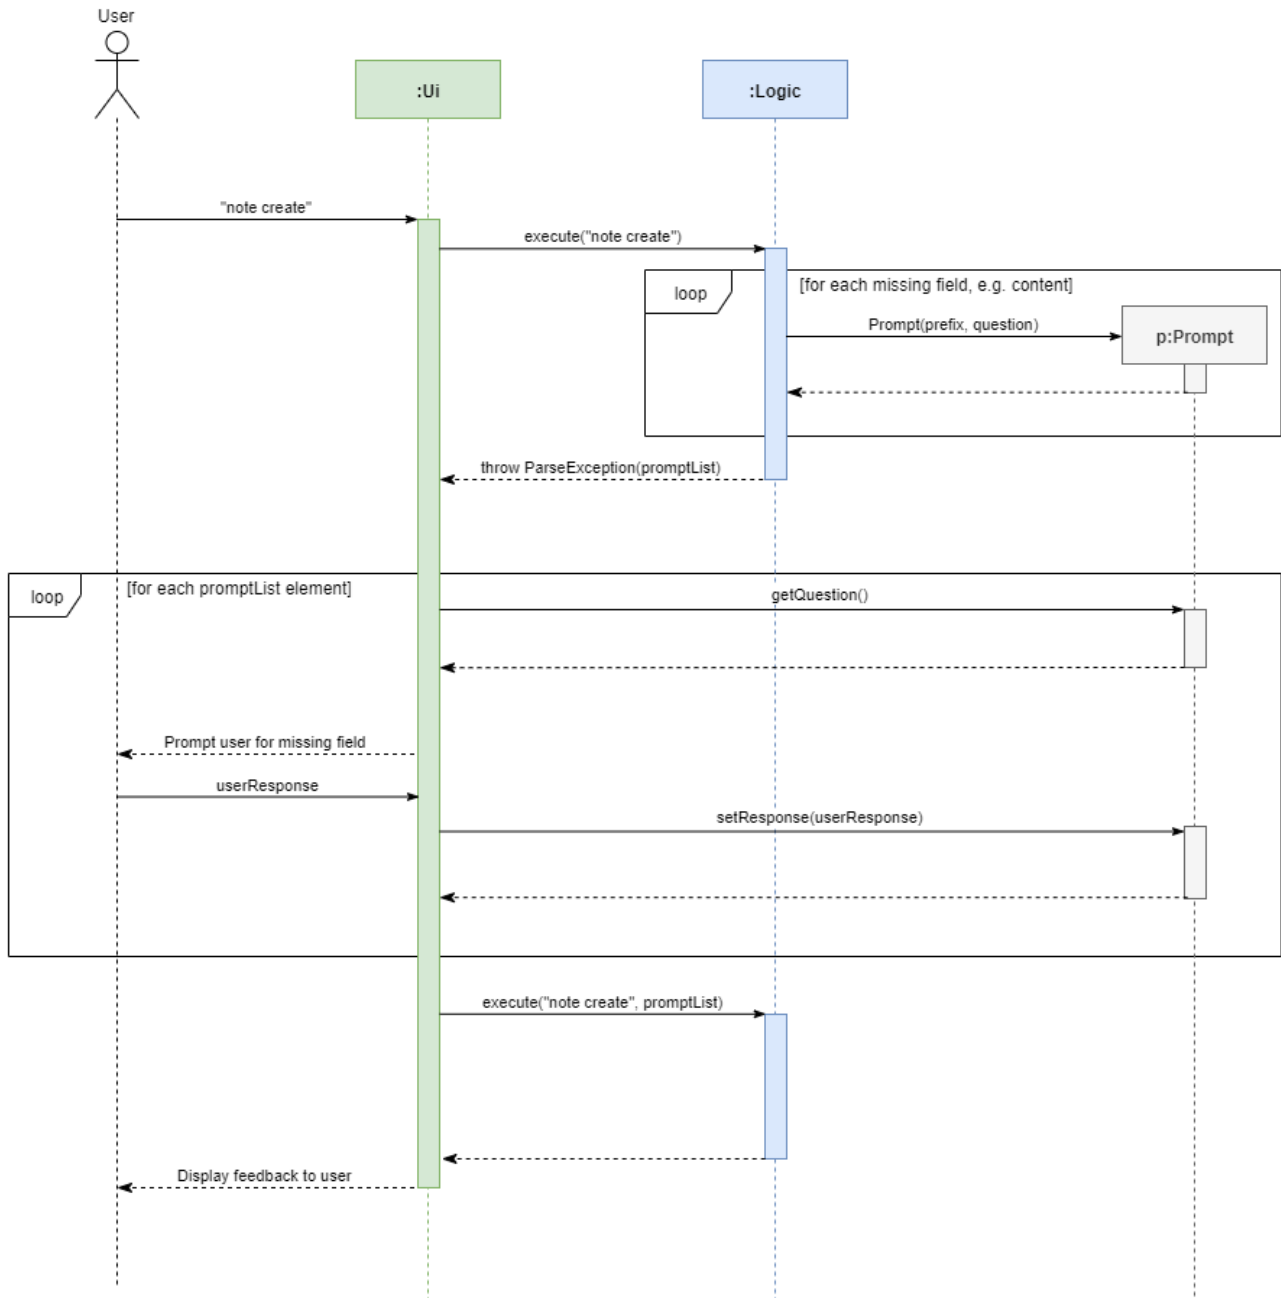 User
:Ui
:Logic
"note create"
execute("note create")
loop
[for each missing field, e.g. content]
Prompt(prefix, question)
p:Prompt
throw ParseException(promptList)
loop
[for each promptList element]
getQuestion()
Prompt user for missing field
userResponse
setResponse(userResponse)
execute("note create", promptList)
Display feedback to user